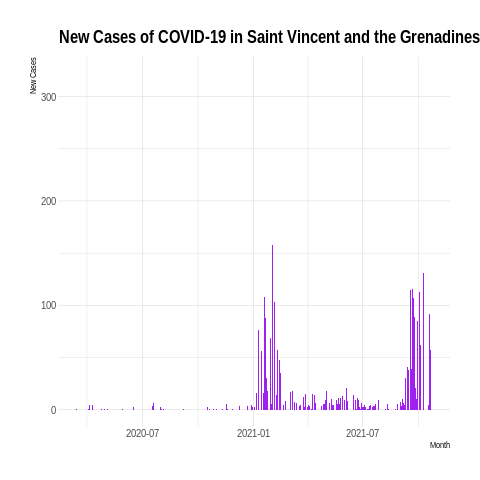 New Cases of COVID-19 in Saint Vincent and the Grenadines
New Cases
300
200
100
0
2020-07 2021-01 2021-07
Month